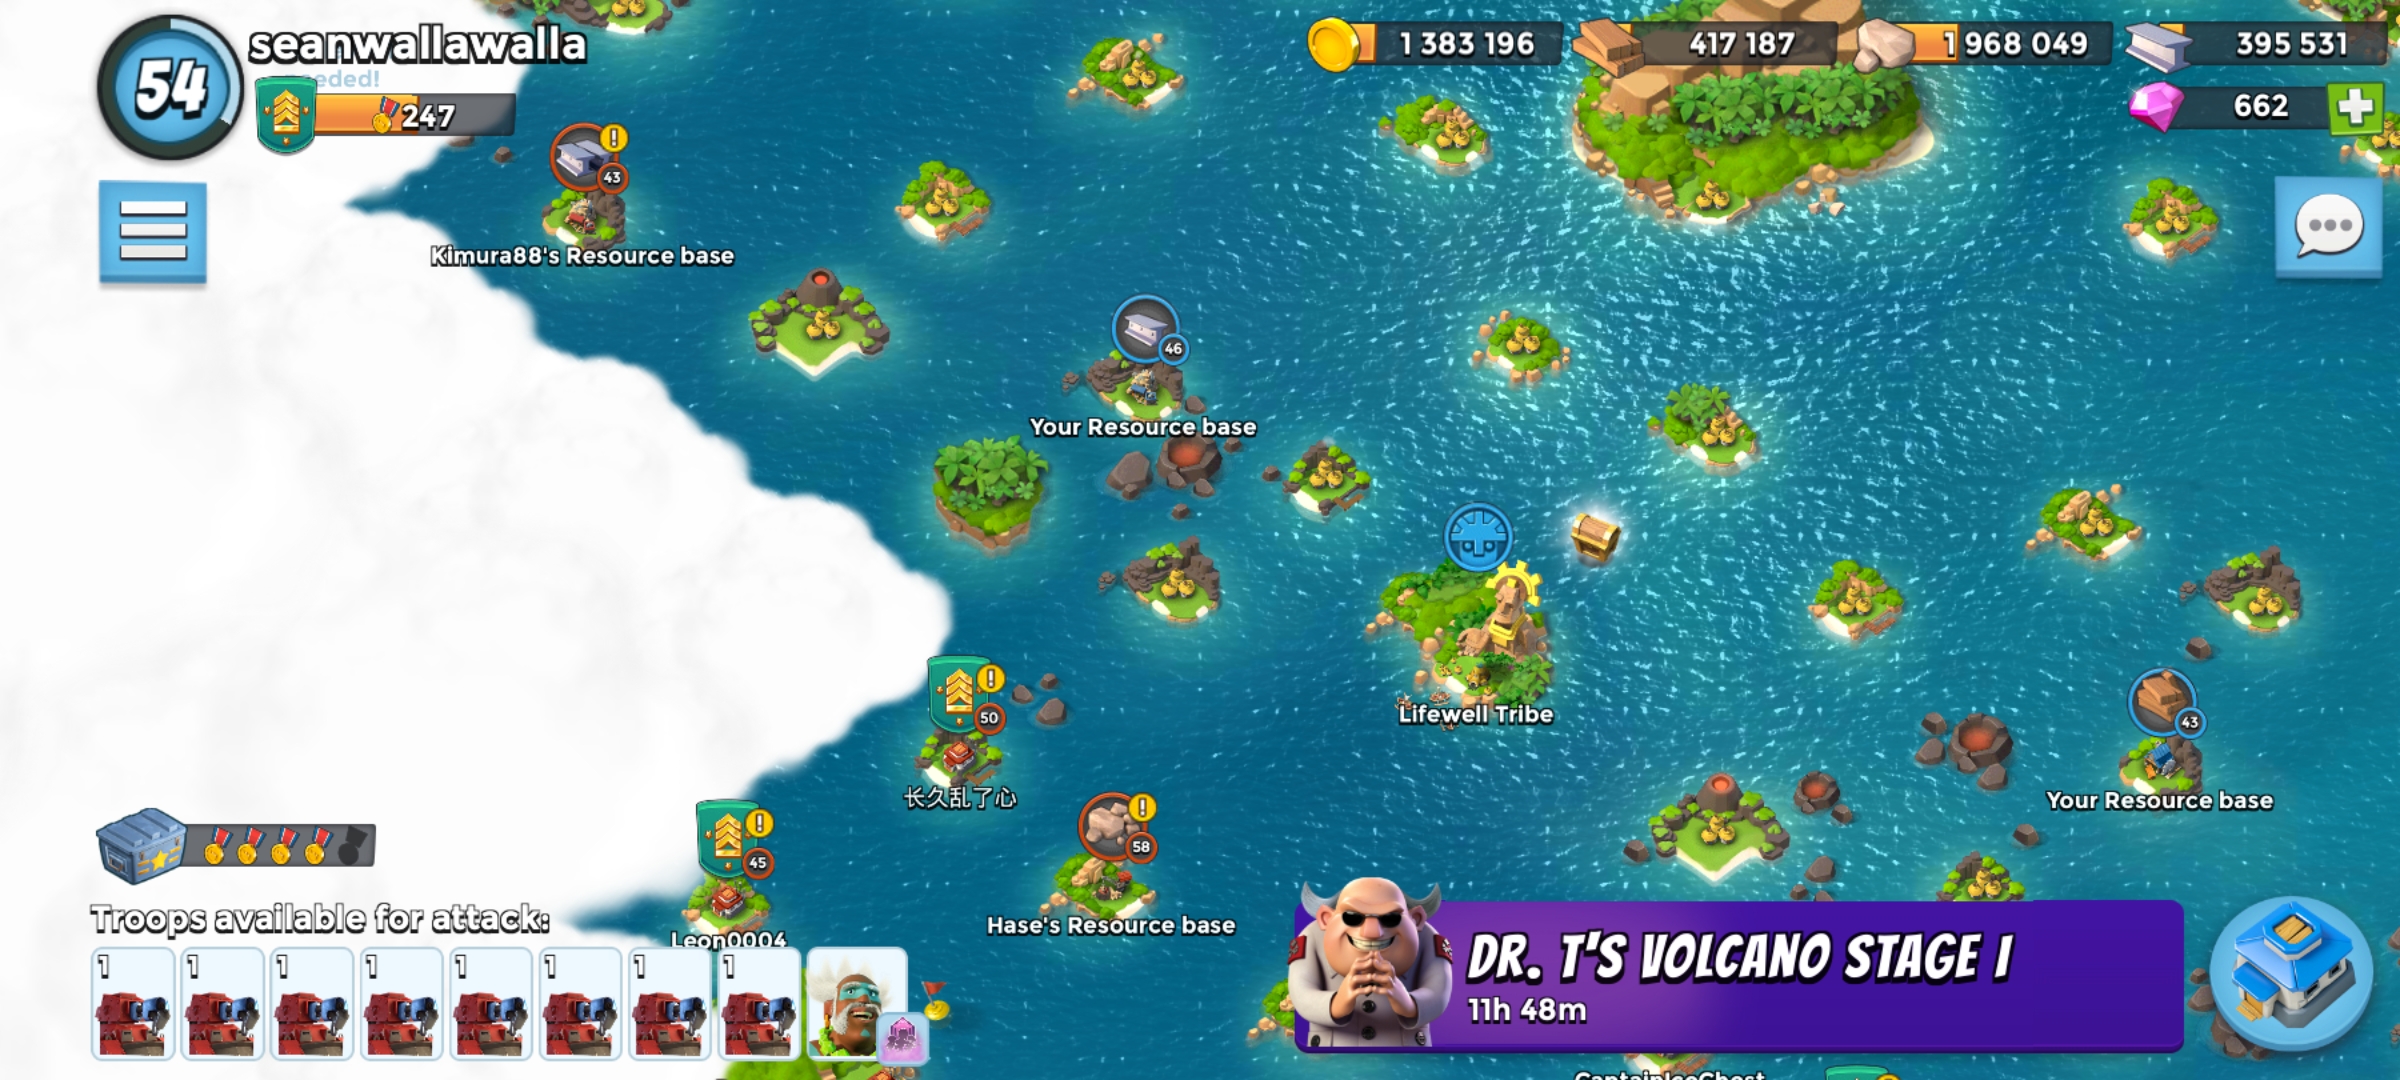 54
seanwallawalla
eded!
247
1 383 196
417 187
1 968 049
395 531
662
43
Kimura88's Resource base
46
Your Resource base
Lifewell Tribe
50
长久乱了心
43
Your Resource base
45
Leon0004
58
Hase's Resource base
Troops available for attack:
1
1
1
1
1
1
1
1
DR. T'S VOLCANO STAGE I
11h 48m